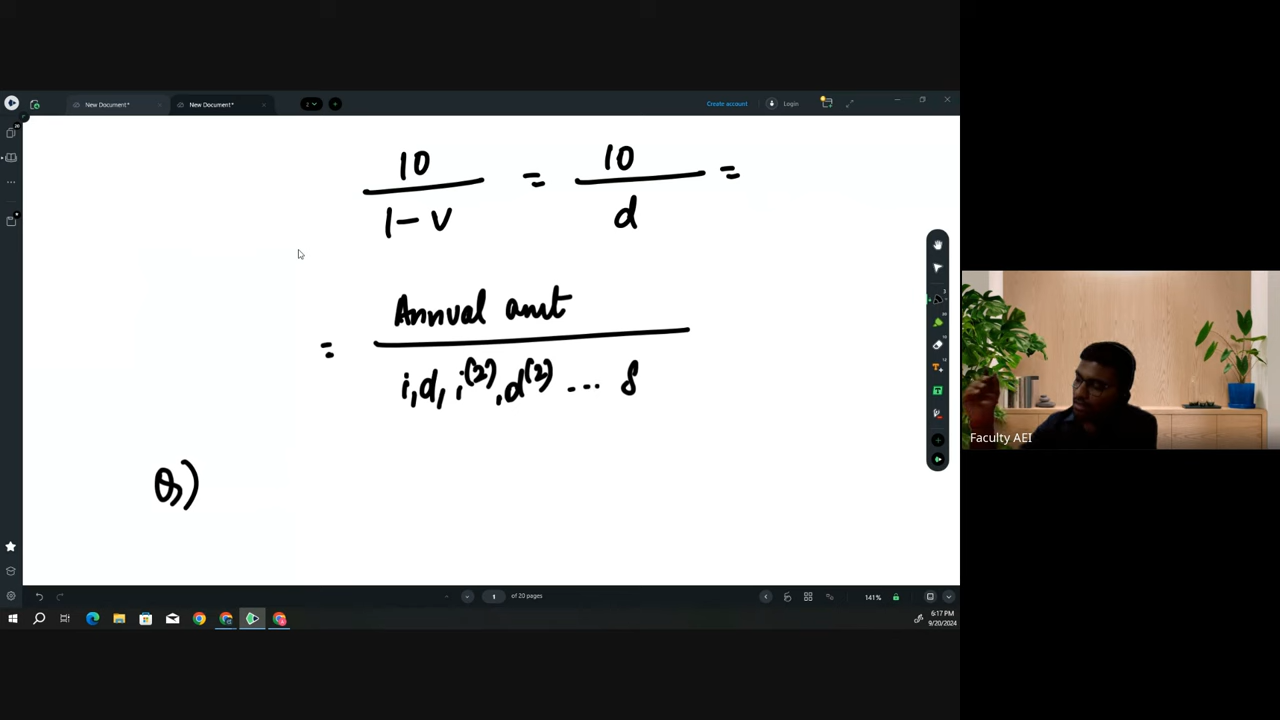 New Document*
New Document*
2
Create account
Login
10 / 1 - v = 10 / d =
= Annual amt / i, d, i^(2), d^(2) ... δ
Q)
Faculty AEI
1 of 20 pages
141%
6:17 PM
9/20/2024